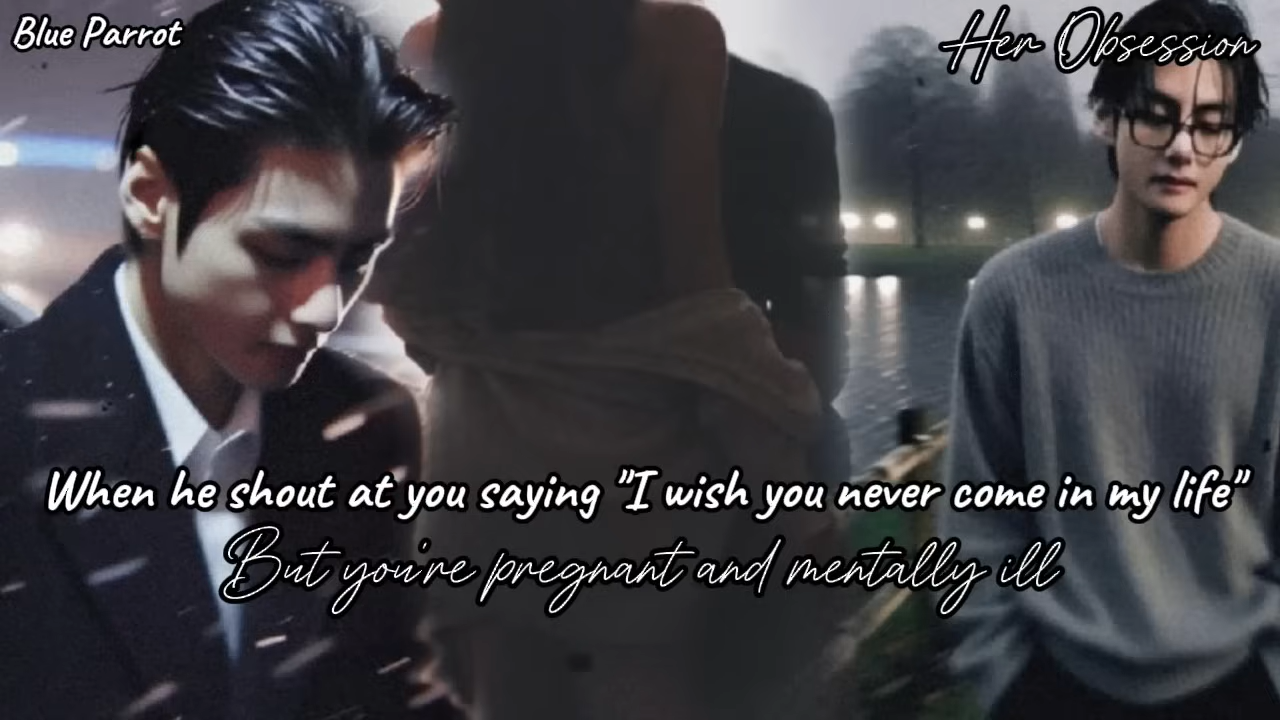 Blue Parrot
Her Obsession
When he shout at you saying "I wish you never come in my life"
But you're pregnant and mentally ill